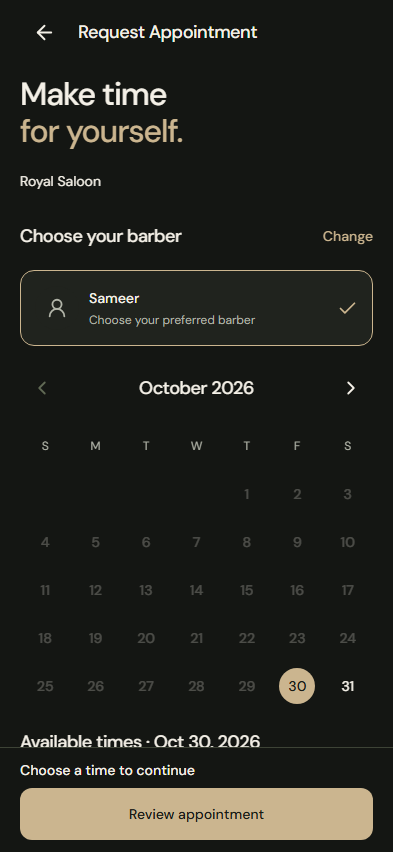 Request Appointment
Make time
for yourself.
Royal Saloon
Choose your barber
Change
Sameer
Choose your preferred barber
October 2026
S M T W T F S
1 2 3
4 5 6 7 8 9 10
11 12 13 14 15 16 17
18 19 20 21 22 23 24
25 26 27 28 29 30 31
Available times · Oct 30, 2026
Choose a time to continue
Review appointment